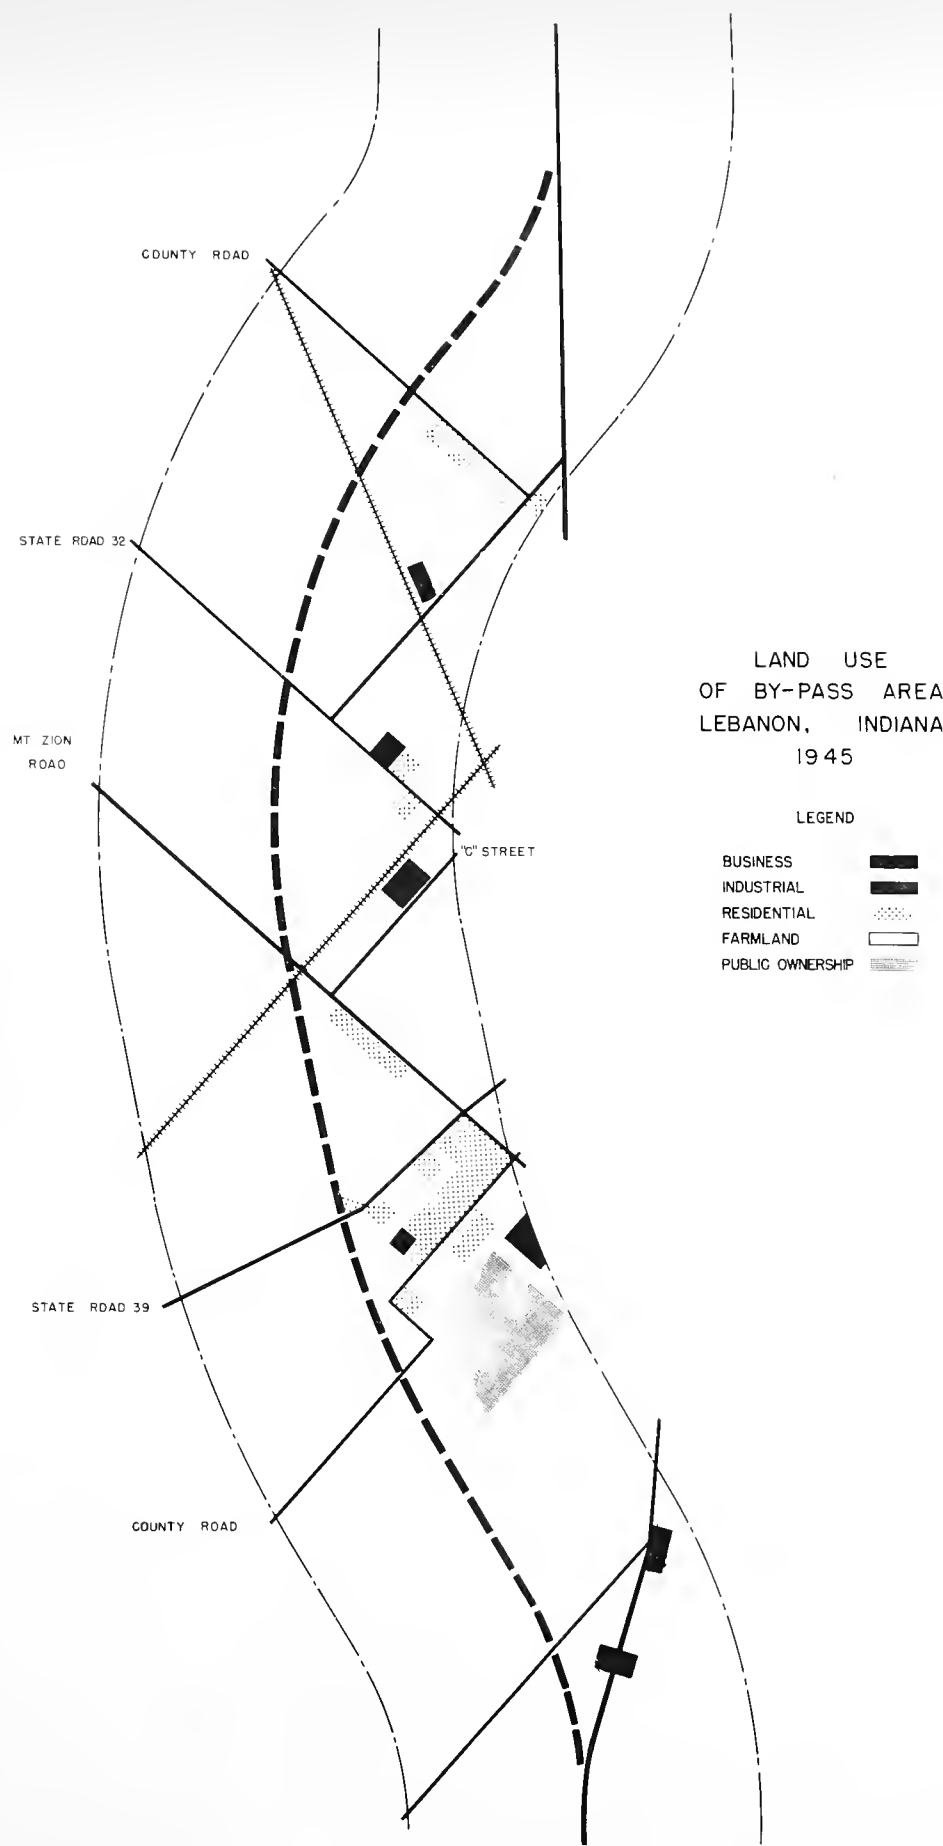 COUNTY ROAD
STATE ROAD 32
MT ZION
ROAD
"C" STREET
STATE ROAD 39
COUNTY ROAD
LAND USE
OF BY-PASS AREA
LEBANON, INDIANA
1945
LEGEND
BUSINESS
INDUSTRIAL
RESIDENTIAL
FARMLAND
PUBLIC OWNERSHIP